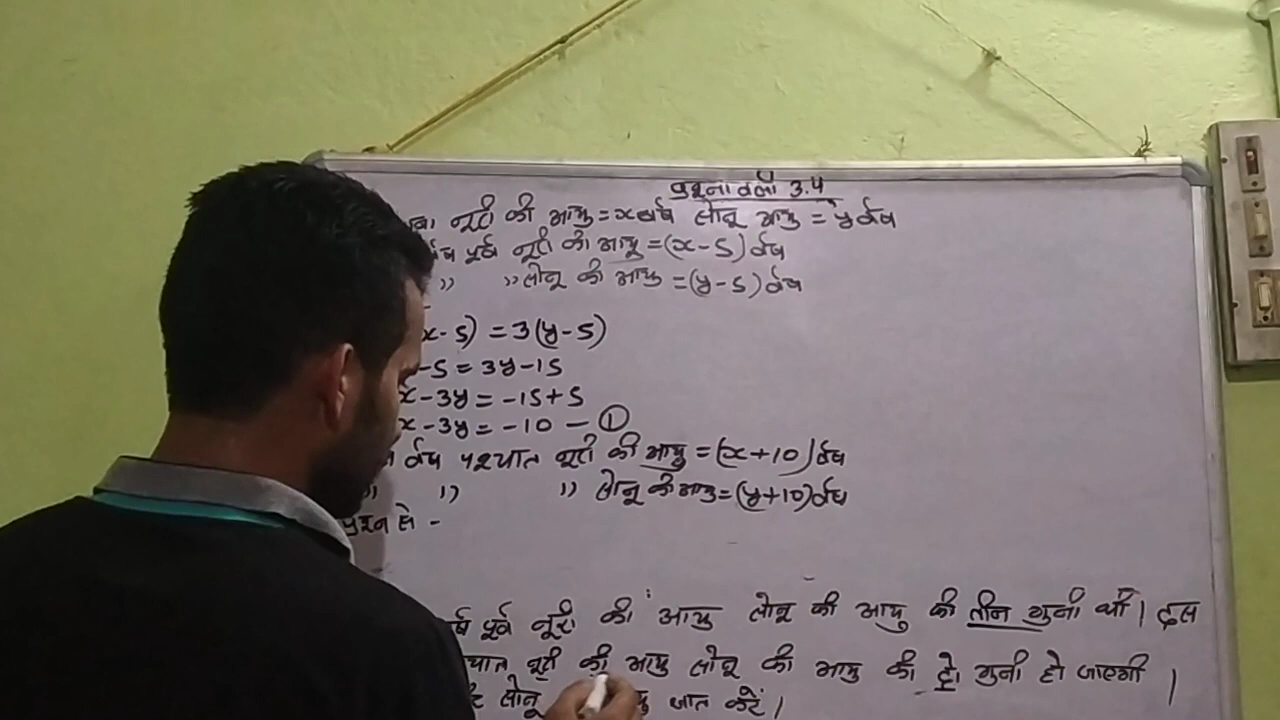 प्रश्नावली 3.4
नूरी की आयु = x वर्ष सोनू आयु = y वर्ष
पूर्व नूरी की आयु = (x-5) वर्ष
" " सोनू की आयु = (y-5) वर्ष
x-5) = 3(y-5)
-5 = 3y-15
x-3y = -15+5
x-3y = -10 - ①
वर्ष पश्चात नूरी की आयु = (x+10) वर्ष
" " सोनू की आयु = (y+10) वर्ष
प्रश्न से -
पूर्व नूरी की आयु सोनू की आयु की तीन गुनी थी। दस
नूरी की आयु सोनू की आयु की दो गुनी हो जाएगी।
सोनू ज्ञात करें।